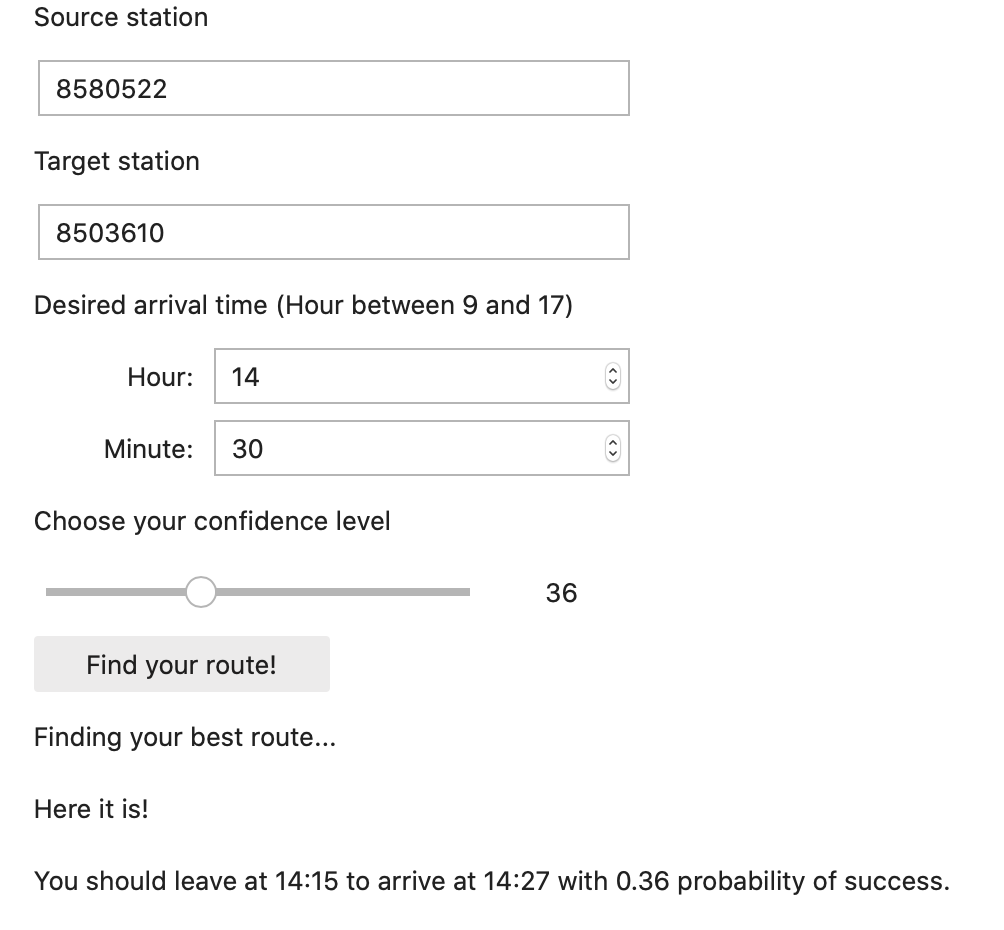 Source station
8580522
Target station
8503610
Desired arrival time (Hour between 9 and 17)
Hour: 14
Minute: 30
Choose your confidence level
36
Find your route!
Finding your best route...
Here it is!
You should leave at 14:15 to arrive at 14:27 with 0.36 probability of success.